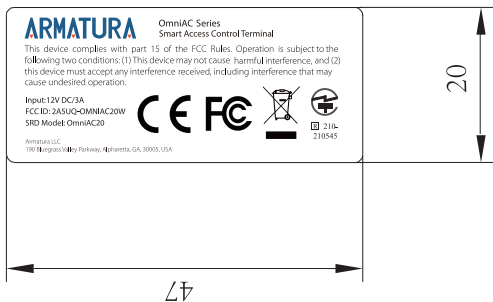 ARMATURA
OmniAC Series
Smart Access Control Terminal
This device complies with part 15 of the FCC Rules. Operation is subject to the
following two conditions: (1) This device may not cause harmful interference, and (2)
this device must accept any interference received, including interference that may
cause undesired operation.
Input:12V DC/3A
FCC ID: 2A5UQ-OMNIAC20W
SRD Model: OmniAC20
CE FC
R 210-
210545
Armatura LLC
190 Bluegrass Valley Parkway, Alpharetta, GA, 30005, USA
20
47